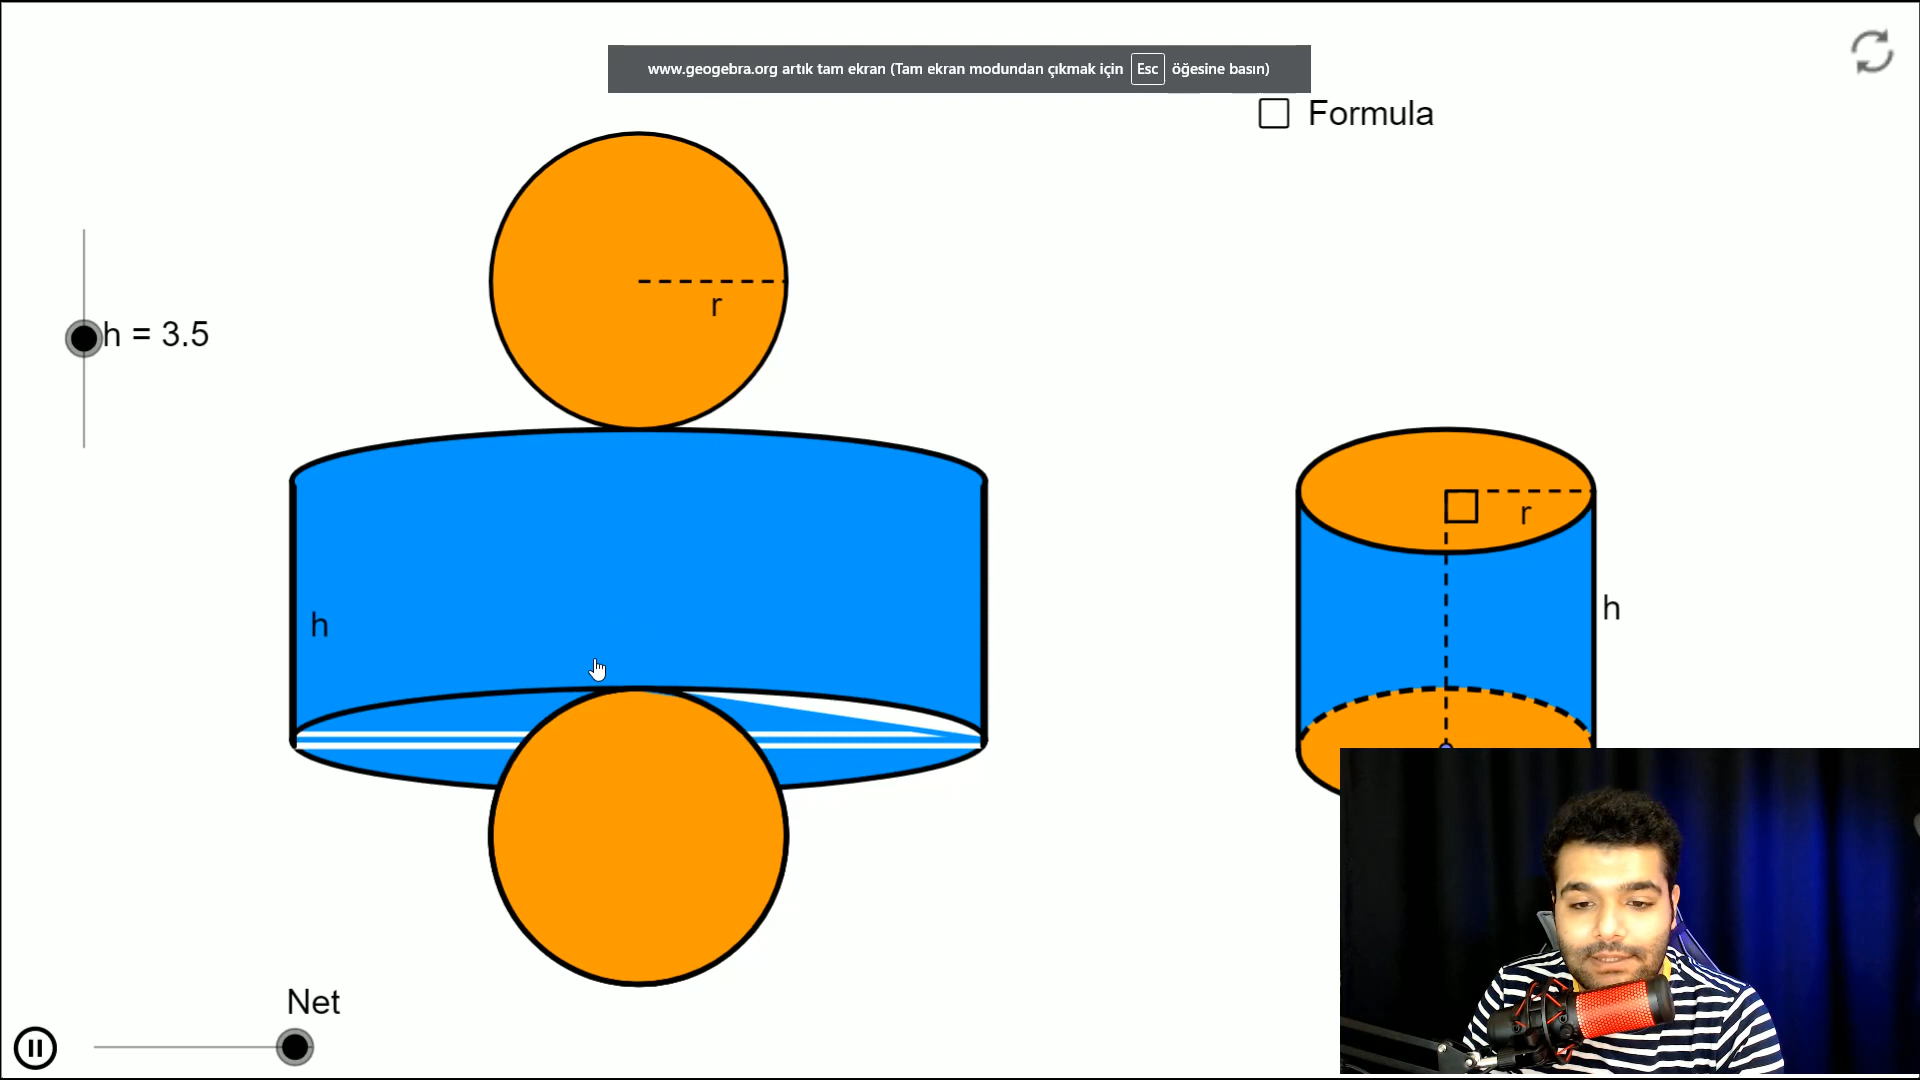 www.geogebra.org artık tam ekran (Tam ekran modundan çıkmak için Esc öğesine basın)
Formula
r
h = 3.5
r
h
h
Net